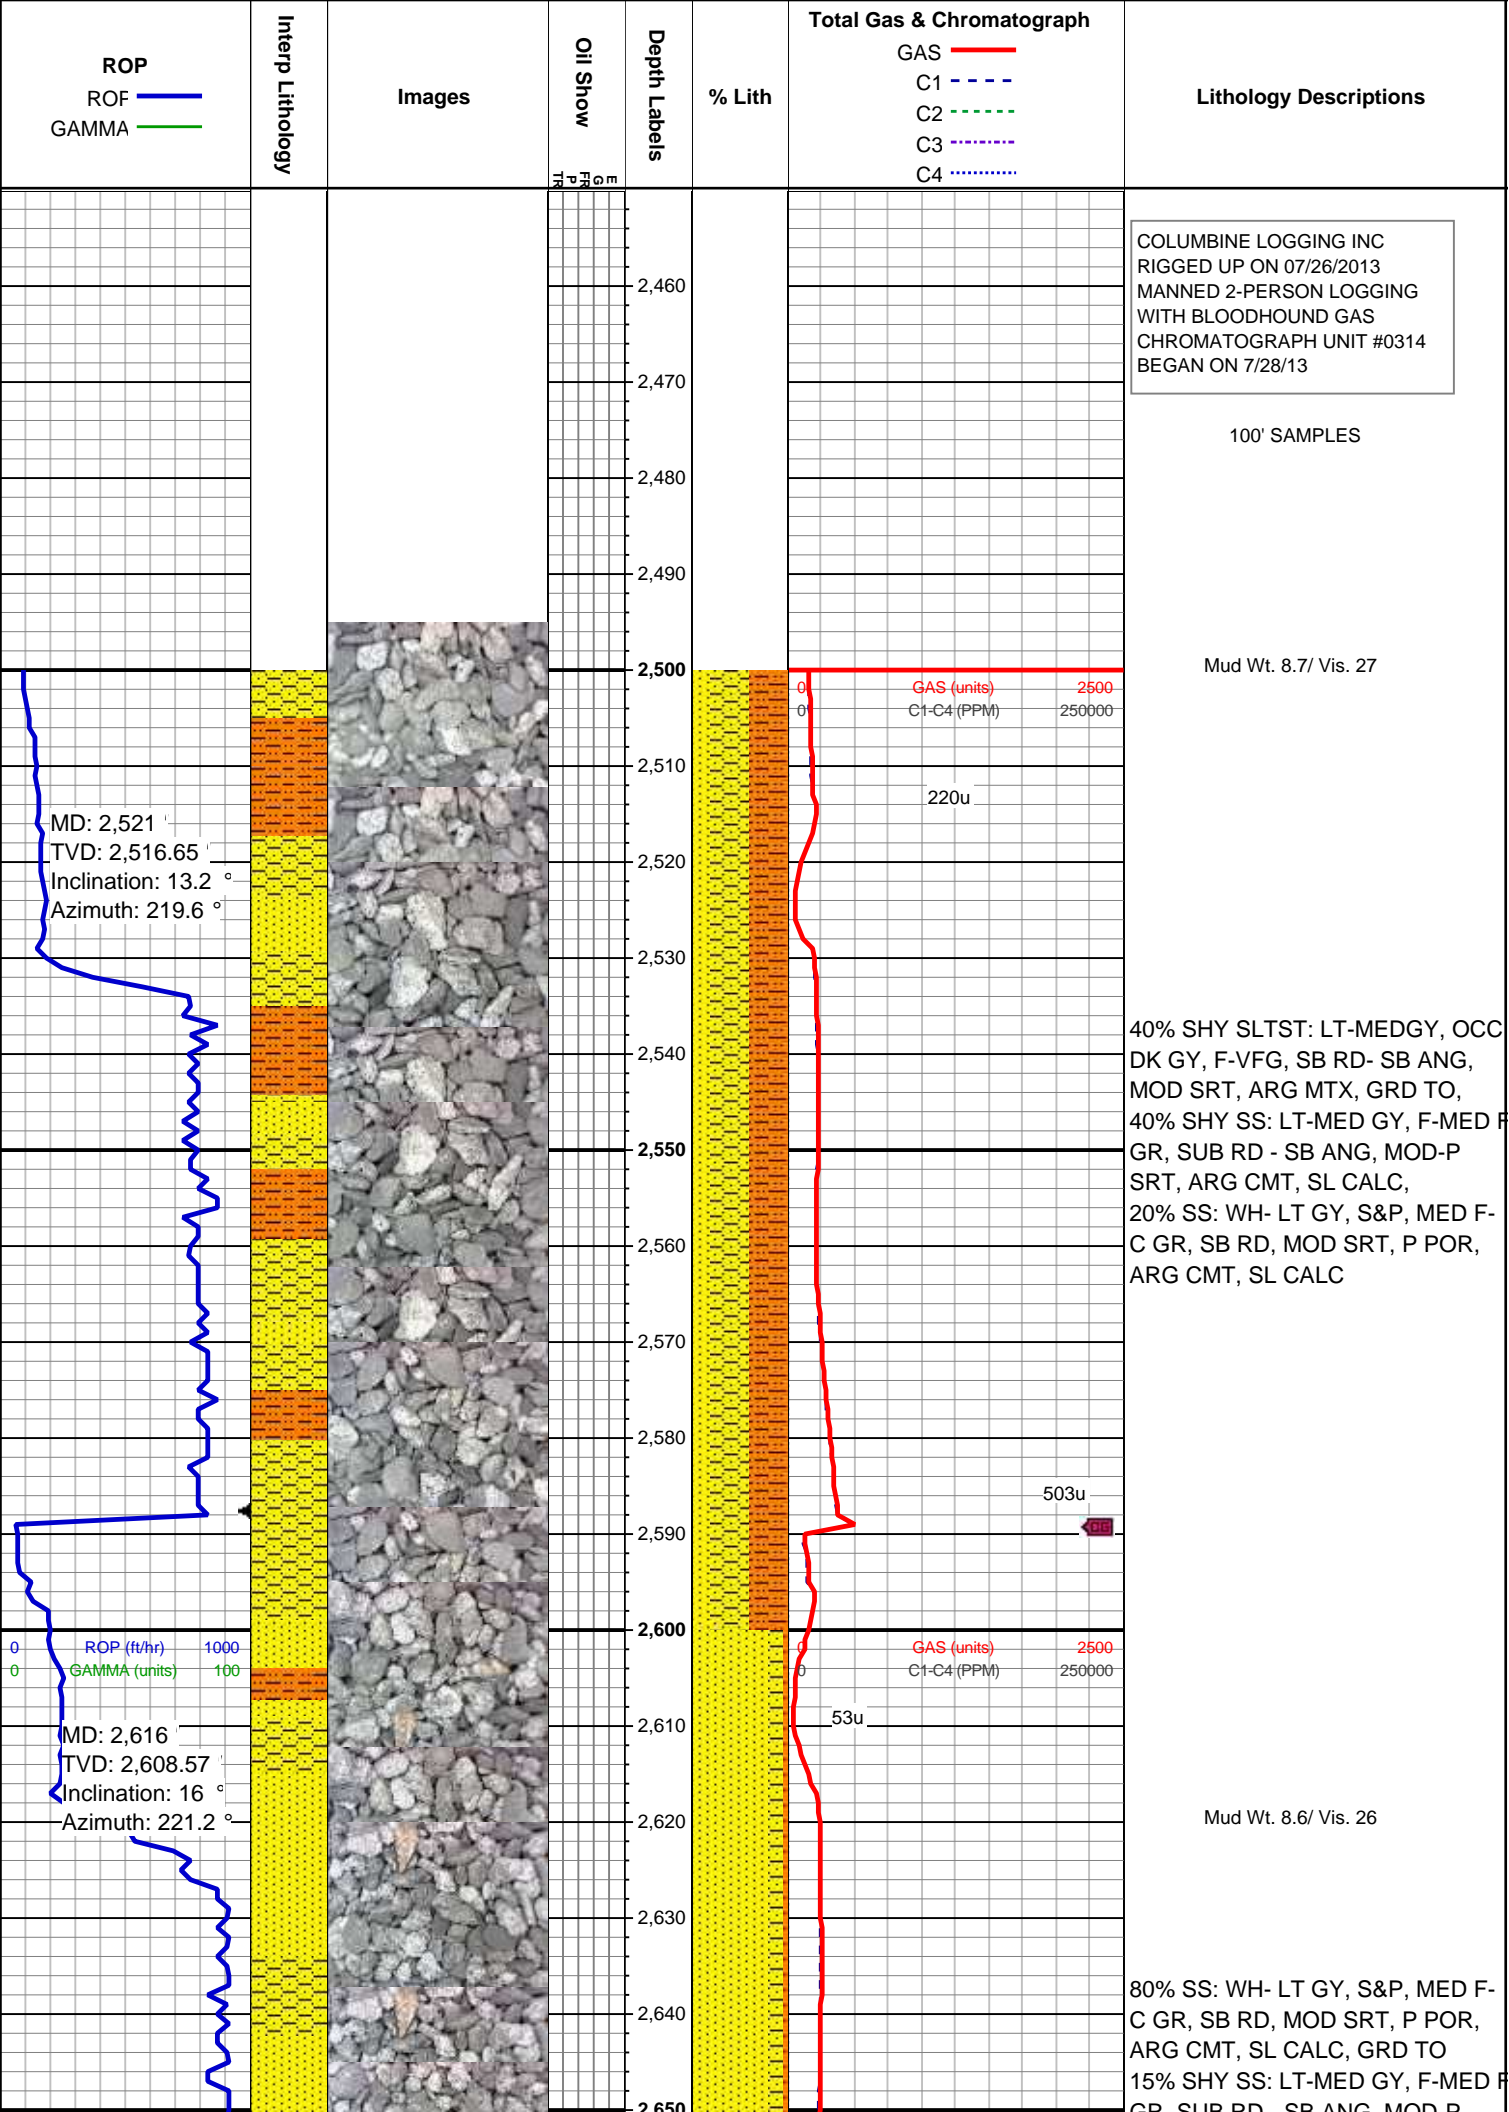 ROP
ROP
GAMMA
Interp Lithology
Images
Oil Show
TR P FR G E
Depth Labels
% Lith
Total Gas & Chromatograph
GAS
C1
C2
C3
C4
Lithology Descriptions
COLUMBINE LOGGING INC
RIGGED UP ON 07/26/2013
MANNED 2-PERSON LOGGING
WITH BLOODHOUND GAS
CHROMATOGRAPH UNIT #0314
BEGAN ON 7/28/13
2,460
2,470
100' SAMPLES
2,480
2,490
2,500
Mud Wt. 8.7/ Vis. 27
0 GAS (units) 2500
0 C1-C4 (PPM) 250000
2,510
220u
MD: 2,521 '
TVD: 2,516.65 '
Inclination: 13.2 °
Azimuth: 219.6 °
2,520
2,530
2,540
2,550
2,560
40% SHY SLTST: LT-MEDGY, OCC
DK GY, F-VFG, SB RD- SB ANG,
MOD SRT, ARG MTX, GRD TO,
40% SHY SS: LT-MED GY, F-MED F
GR, SUB RD - SB ANG, MOD-P
SRT, ARG CMT, SL CALC,
20% SS: WH- LT GY, S&P, MED F-
C GR, SB RD, MOD SRT, P POR,
ARG CMT, SL CALC
2,570
2,580
503u
DG
2,590
2,600
0 ROP (ft/hr) 1000
0 GAMMA (units) 100
0 GAS (units) 2500
0 C1-C4 (PPM) 250000
2,610
53u
MD: 2,616 '
TVD: 2,608.57 '
Inclination: 16 °
Azimuth: 221.2 °
2,620
Mud Wt. 8.6/ Vis. 26
2,630
2,640
2,650
80% SS: WH- LT GY, S&P, MED F-
C GR, SB RD, MOD SRT, P POR,
ARG CMT, SL CALC, GRD TO
15% SHY SS: LT-MED GY, F-MED F
GR, SUB RD - SB ANG, MOD-P